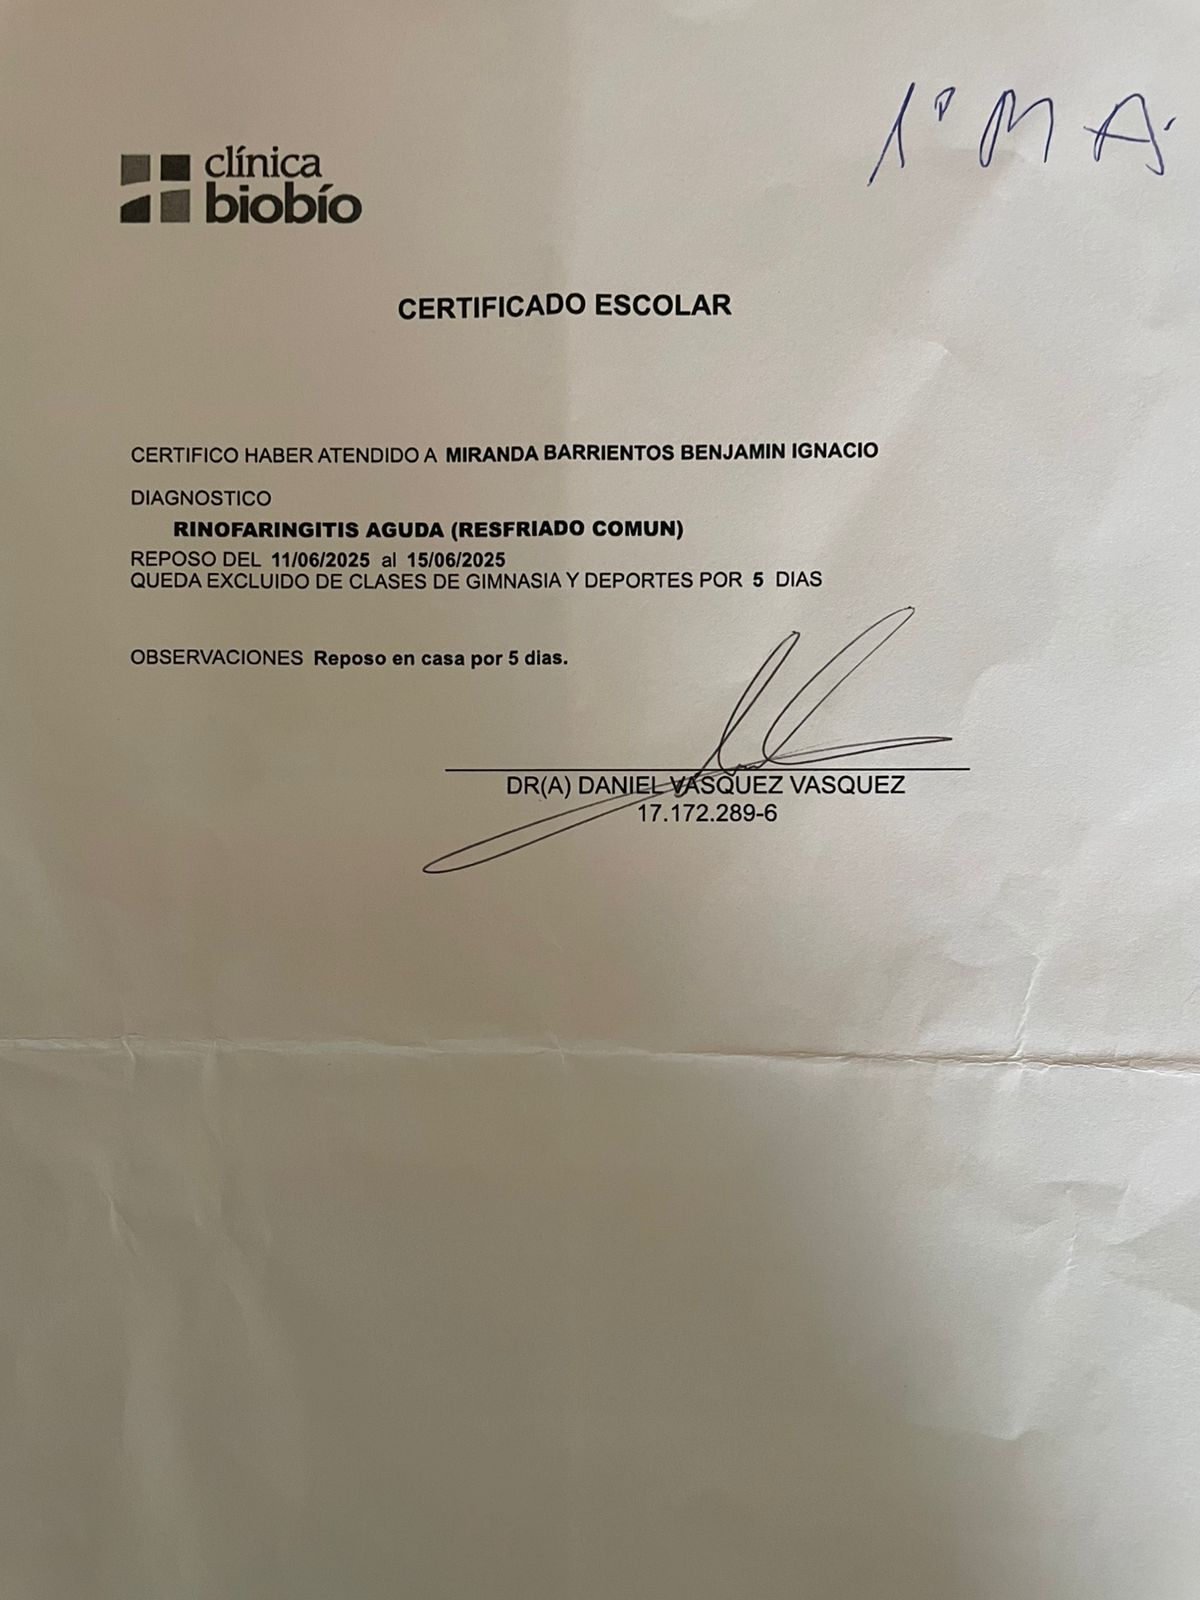 1° M A.
clínica
biobío
CERTIFICADO ESCOLAR
CERTIFICO HABER ATENDIDO A MIRANDA BARRIENTOS BENJAMIN IGNACIO
DIAGNOSTICO
RINOFARINGITIS AGUDA (RESFRIADO COMUN)
REPOSO DEL 11/06/2025 al 15/06/2025
QUEDA EXCLUIDO DE CLASES DE GIMNASIA Y DEPORTES POR 5 DIAS
OBSERVACIONES Reposo en casa por 5 dias.
DR(A) DANIEL VASQUEZ VASQUEZ
17.172.289-6